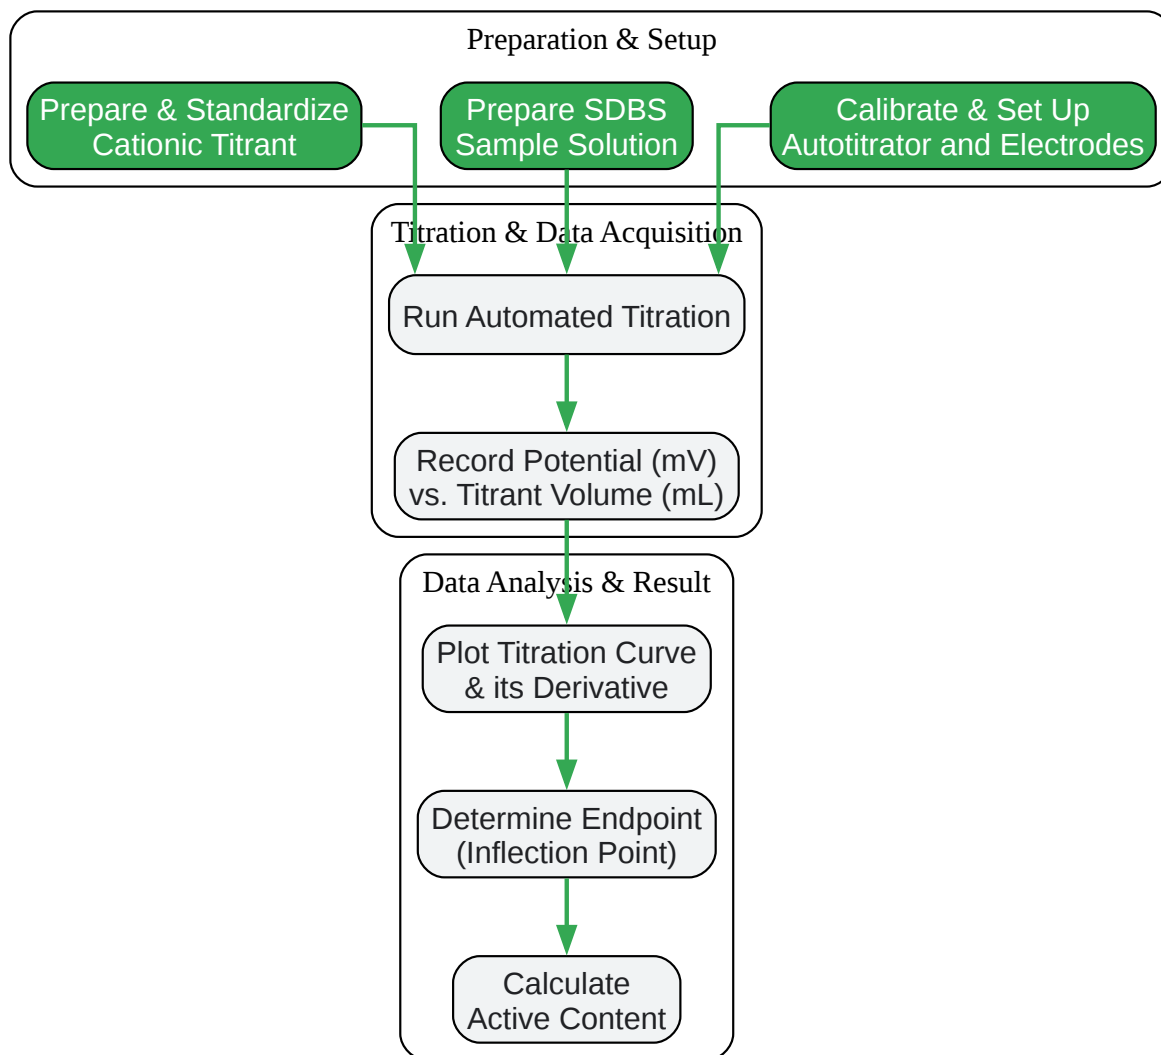 Preparation & Setup
Prepare & Standardize
Cationic Titrant
Prepare SDBS
Sample Solution
Calibrate & Set Up
Autotitrator and Electrodes
Titration & Data Acquisition
Run Automated Titration
Record Potential (mV)
vs. Titrant Volume (mL)
Data Analysis & Result
Plot Titration Curve
& its Derivative
Determine Endpoint
(Inflection Point)
Calculate
Active Content